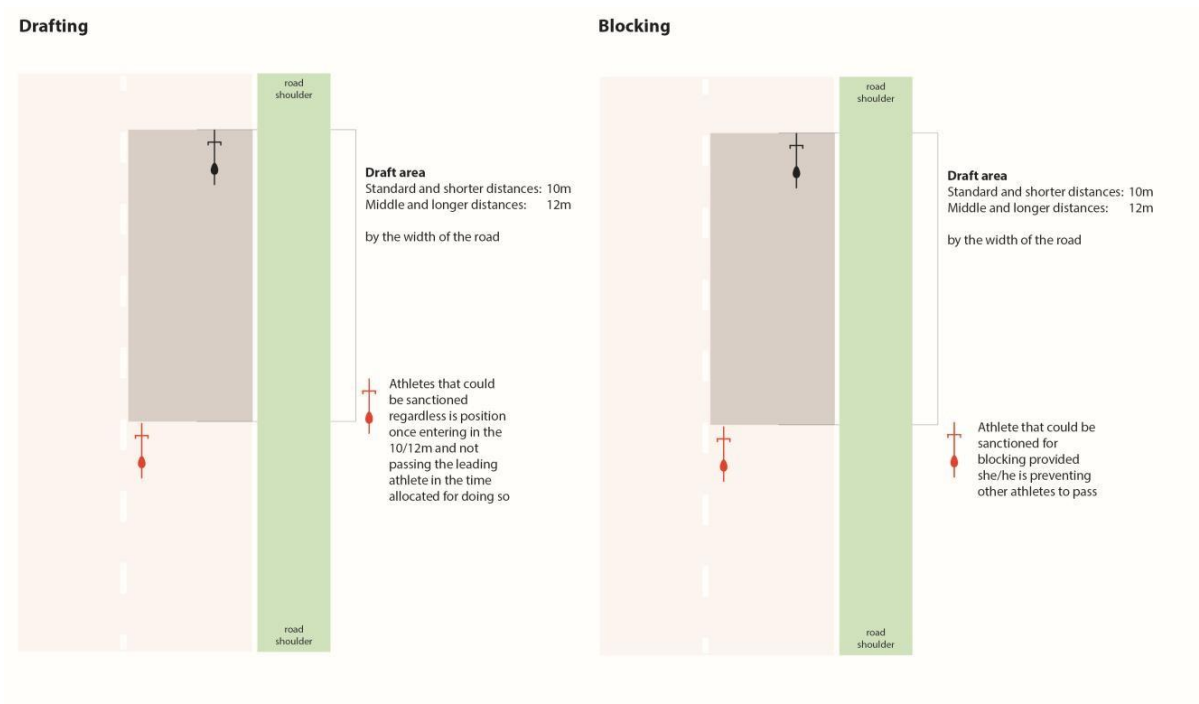 Drafting
road
shoulder
Draft area
Standard and shorter distances: 10m
Middle and longer distances: 12m
by the width of the road
Athletes that could
be sanctioned
regardless is position
once entering in the
10/12m and not
passing the leading
athlete in the time
allocated for doing so
road
shoulder
Blocking
road
shoulder
Draft area
Standard and shorter distances: 10m
Middle and longer distances: 12m
by the width of the road
Athlete that could be
sanctioned for
blocking provided
she/he is preventing
other athletes to pass
road
shoulder